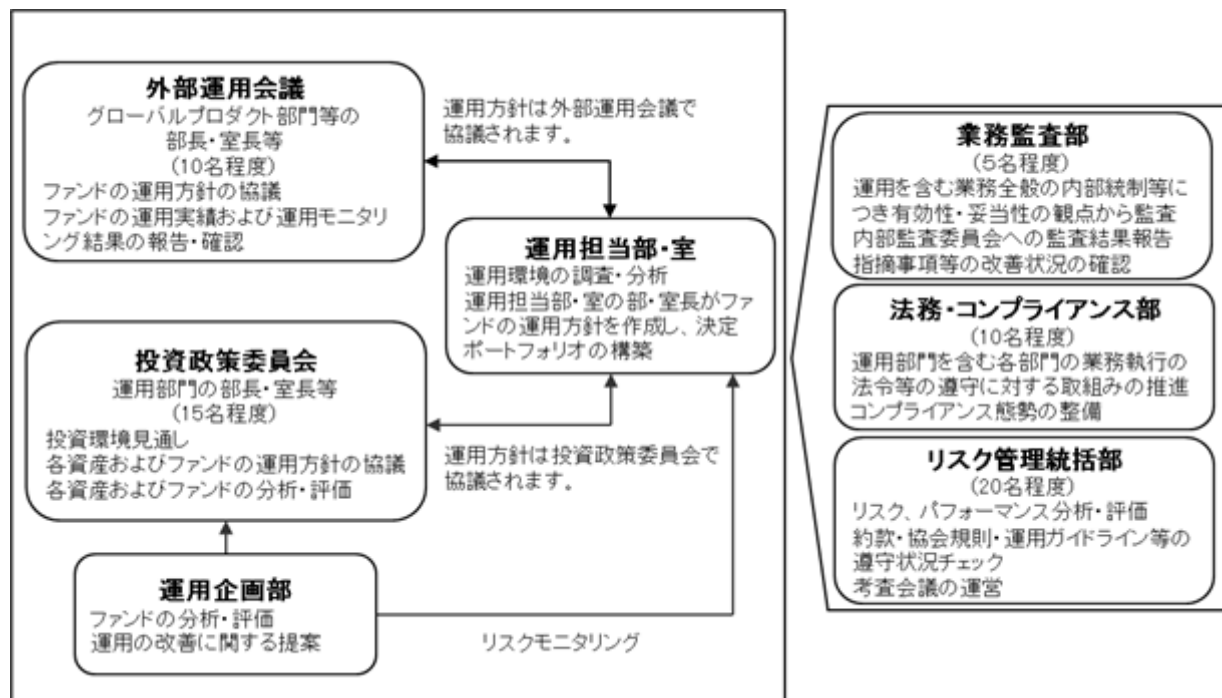 外部運用会議
グローバルプロダクト部門等の
部長・室長等
(10名程度)
ファンドの運用方針の協議
ファンドの運用実績および運用モニタリ
ング結果の報告・確認
運用方針は外部運用会議で
協議されます。
運用担当部・室
運用環境の調査・分析
運用担当部・室の部・室長がファ
ンドの運用方針を作成し、決定
ポートフォリオの構築
投資政策委員会
運用部門の部長・室長等
(15名程度)
投資環境見通し
各資産およびファンドの運用方針の協議
各資産およびファンドの分析・評価
運用方針は投資政策委員会で
協議されます。
運用企画部
ファンドの分析・評価
運用の改善に関する提案
リスクモニタリング
業務監査部
(5名程度)
運用を含む業務全般の内部統制等に
つき有効性・妥当性の観点から監査
内部監査委員会への監査結果報告
指摘事項等の改善状況の確認
法務・コンプライアンス部
(10名程度)
運用部門を含む各部門の業務執行の
法令等の遵守に対する取組みの推進
コンプライアンス態勢の整備
リスク管理統括部
(20名程度)
リスク、パフォーマンス分析・評価
約款・協会規則・運用ガイドライン等の
遵守状況チェック
考査会議の運営